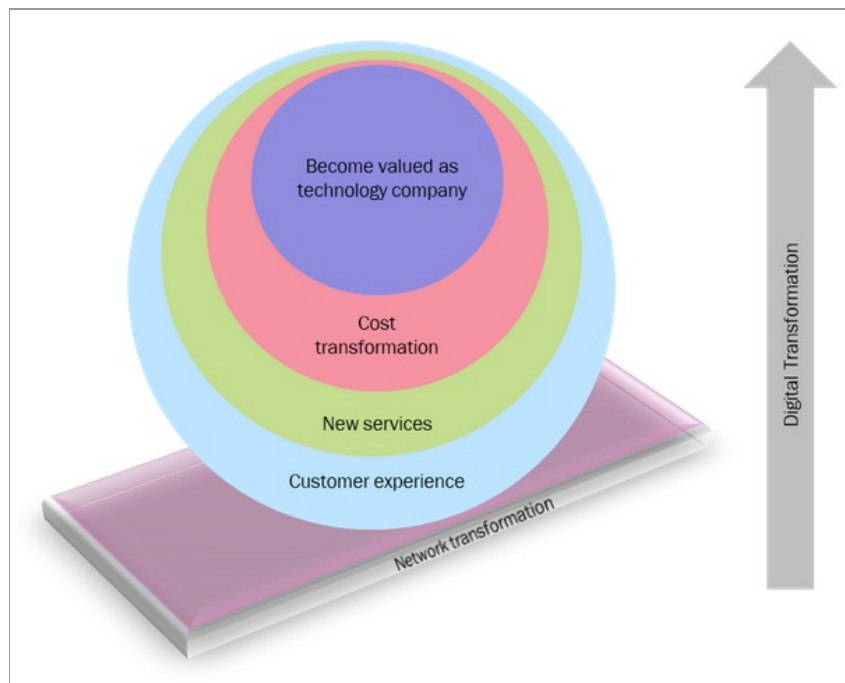 Become valued as
technology company
Cost
transformation
New services
Customer experience
Network transformation
Digital Transformation